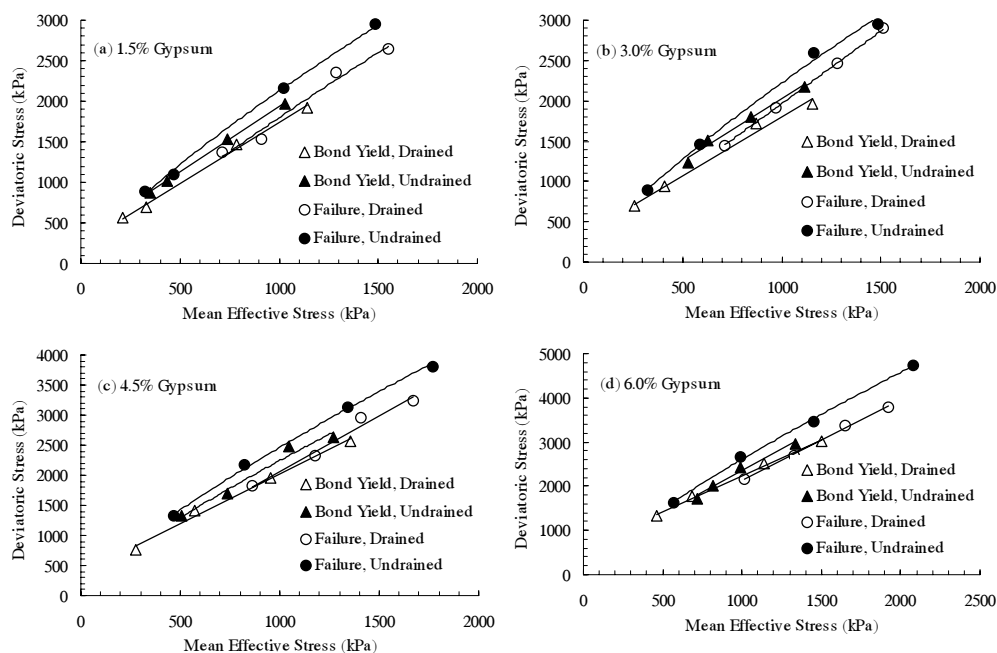 (a) 1.5% Gypsum
Deviatoric Stress (kPa)
3000
2500
2000
1500
1000
500
0
Bond Yield, Drained
Bond Yield, Undrained
Failure, Drained
Failure, Undrained
0 500 1000 1500 2000
Mean Effective Stress (kPa)
(b) 3.0% Gypsum
Deviatoric Stress (kPa)
3000
2500
2000
1500
1000
500
0
Bond Yield, Drained
Bond Yield, Undrained
Failure, Drained
Failure, Undrained
0 500 1000 1500 2000
Mean Effective Stress (kPa)
(c) 4.5% Gypsum
Deviatoric Stress (kPa)
4000
3500
3000
2500
2000
1500
1000
500
0
Bond Yield, Drained
Bond Yield, Undrained
Failure, Drained
Failure, Undrained
0 500 1000 1500 2000
Mean Effective Stress (kPa)
(d) 6.0% Gypsum
Deviatoric Stress (kPa)
5000
4000
3000
2000
1000
0
Bond Yield, Drained
Bond Yield, Undrained
Failure, Drained
Failure, Undrained
0 500 1000 1500 2000 2500
Mean Effective Stress (kPa)